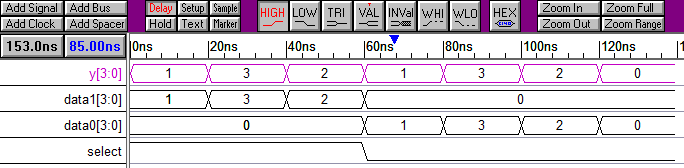 Add Signal Add Bus Delay Setup Sample HIGH LOW TRI VAL INVal WHI WLO HEX Zoom In Zoom Full
Add Clock Add Spacer Hold Text Marker Zoom Out Zoom Range
153.0ns 85.00ns 0ns 20ns 40ns 60ns 80ns 100ns 120ns
y[3:0] 1 3 2 1 3 2 0
data1[3:0] 1 3 2 0
data0[3:0] 0 1 3 2 0
select